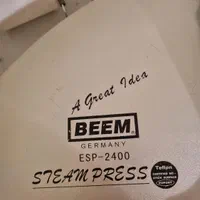 A Great Idea
BEEM
GERMANY
ESP-2400
STEAM PRESS
Teflon